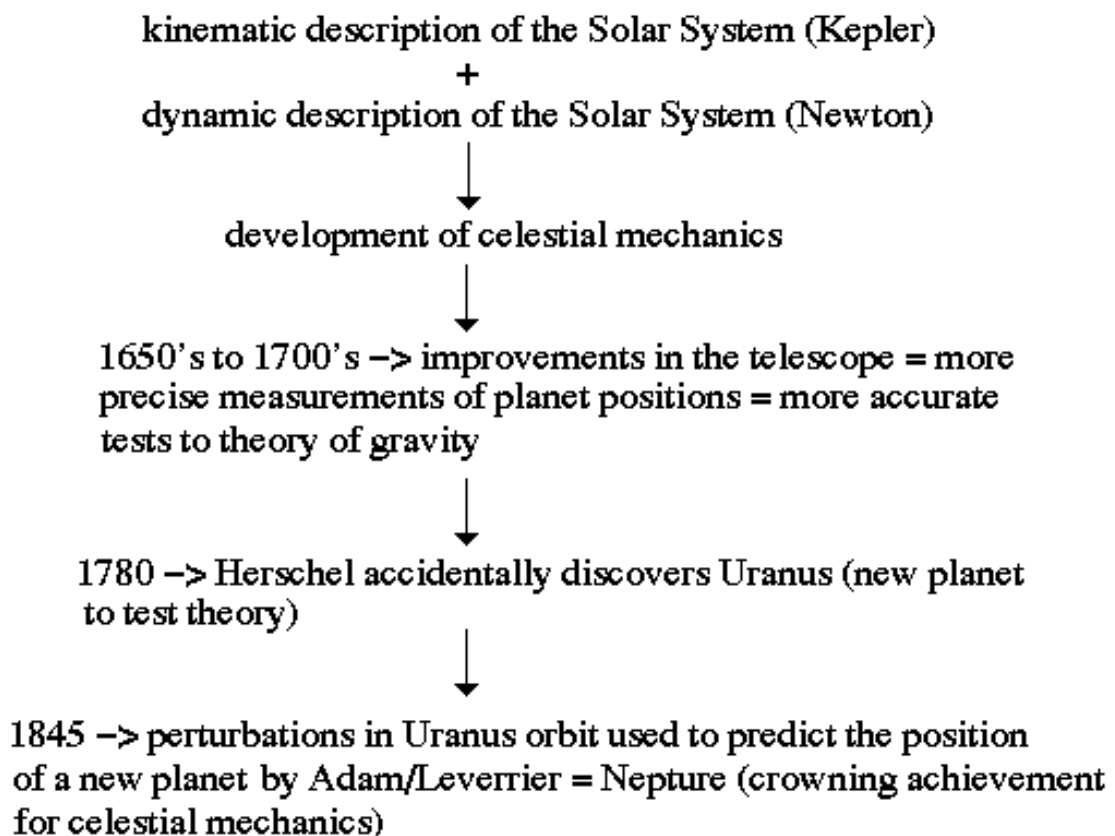 kinematic description of the Solar System (Kepler)
+
dynamic description of the Solar System (Newton)
development of celestial mechanics
1650's to 1700's –> improvements in the telescope = more
precise measurements of planet positions = more accurate
tests to theory of gravity
1780 –> Herschel accidentally discovers Uranus (new planet
to test theory)
1845 –> perturbations in Uranus orbit used to predict the position
of a new planet by Adam/Leverrier = Nepture (crowning achievement
for celestial mechanics)